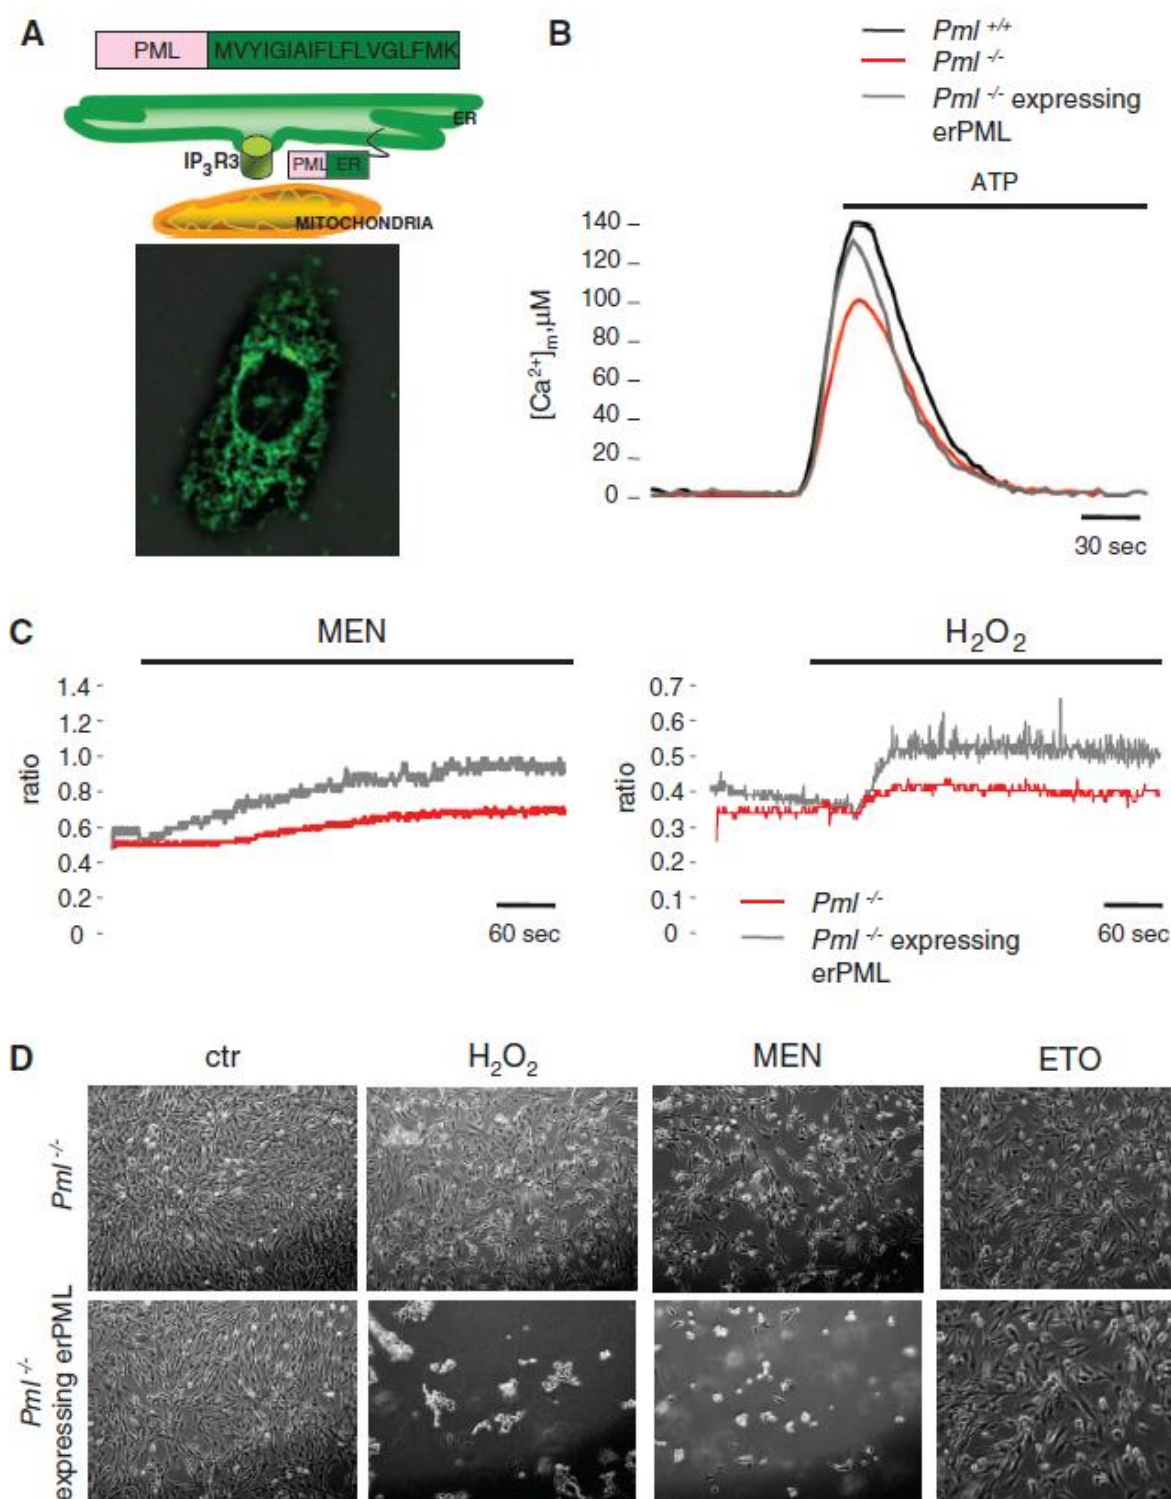 A
PML MVYIGIAIFLFLVGLFMK
ER
IP3R3
PML ER
MITOCHONDRIA
B
Pml +/+
Pml -/-
Pml -/- expressing
erPML
ATP
[Ca2+]m,µM
140
120
100
80
60
40
20
0
30 sec
C
MEN
ratio
1.4
1.2
1.0
0.8
0.6
0.4
0.2
0
60 sec
H2O2
ratio
0.7
0.6
0.5
0.4
0.3
0.2
0.1
0
Pml -/-
Pml -/- expressing
erPML
60 sec
D
ctr H2O2 MEN ETO
Pml -/-
Pml -/-
expressing erPML